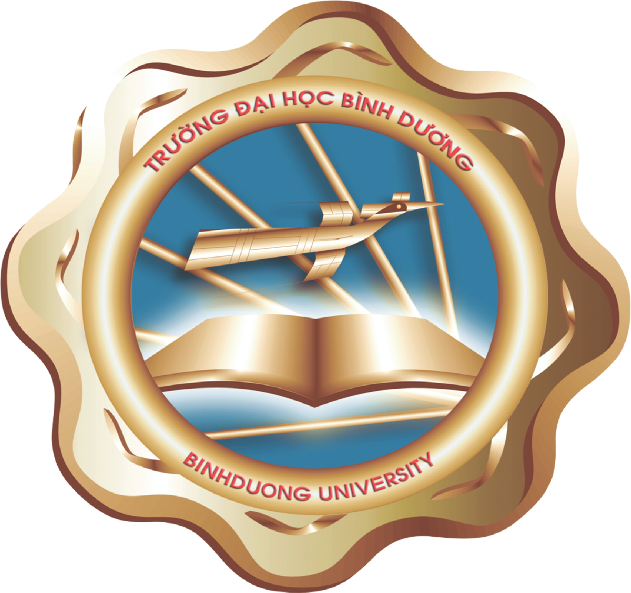 TRƯỜNG ĐẠI HỌC BÌNH DƯƠNG
BINHDUONG UNIVERSITY